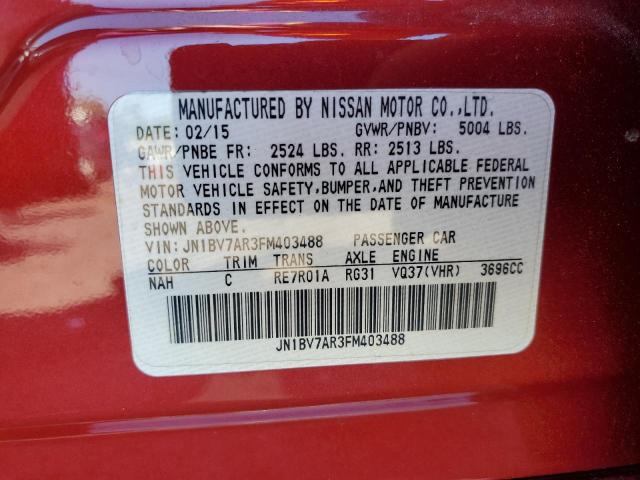 MANUFACTURED BY NISSAN MOTOR CO.,LTD.
DATE: 02/15 GVWR/PNBV: 5004 LBS.
GAWR/PNBE FR: 2524 LBS. RR: 2513 LBS.
THIS VEHICLE CONFORMS TO ALL APPLICABLE FEDERAL
MOTOR VEHICLE SAFETY,BUMPER,AND THEFT PREVENTION
STANDARDS IN EFFECT ON THE DATE OF MANUFACTURE
SHOWN ABOVE.
VIN: JN1BV7AR3FM403488 PASSENGER CAR
COLOR TRIM TRANS AXLE ENGINE
NAH C RE7R01A RG31 VQ37(VHR) 3696CC
JN1BV7AR3FM403488